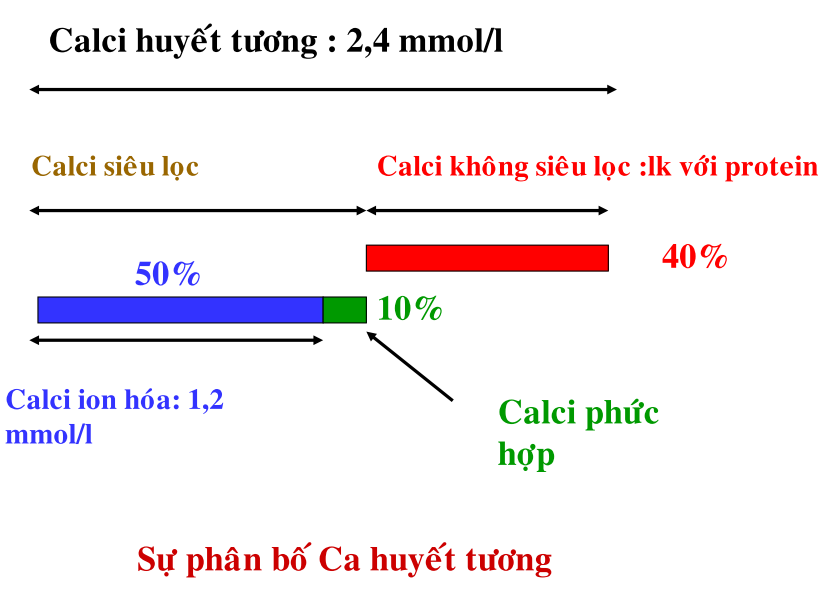 Calci huyết tương : 2,4 mmol/l
Calci siêu lọc
Calci không siêu lọc :lk với protein
40%
50%
10%
Calci ion hóa: 1,2
mmol/l
Calci phức
hợp
Sự phân bố Ca huyết tương